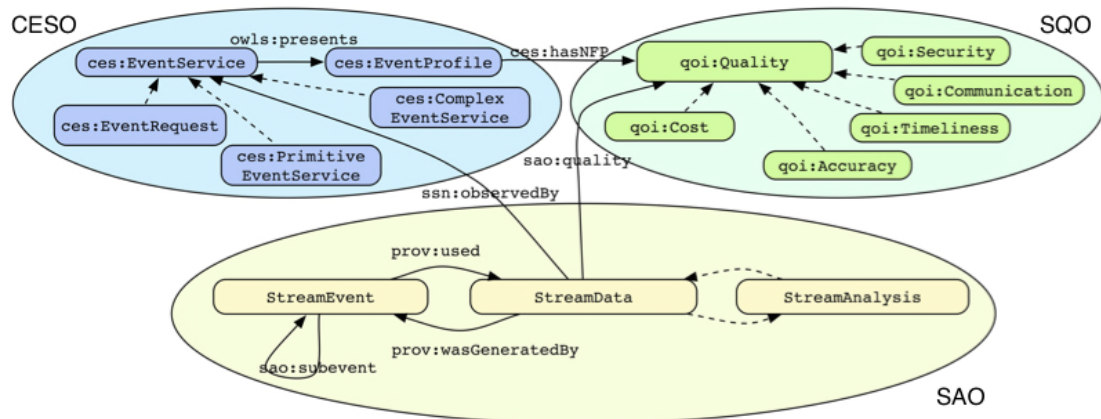 CESO
SQO
owls:presents
ces:hasNFP
ces:EventService
ces:EventProfile
qoi:Quality
qoi:Security
qoi:Communication
ces:Complex
EventService
ces:EventRequest
qoi:Cost
qoi:Timeliness
ces:Primitive
EventService
sao:quality
qoi:Accuracy
ssn:observedBy
prov:used
StreamEvent
StreamData
StreamAnalysis
prov:wasGeneratedBy
sao:subevent
SAO